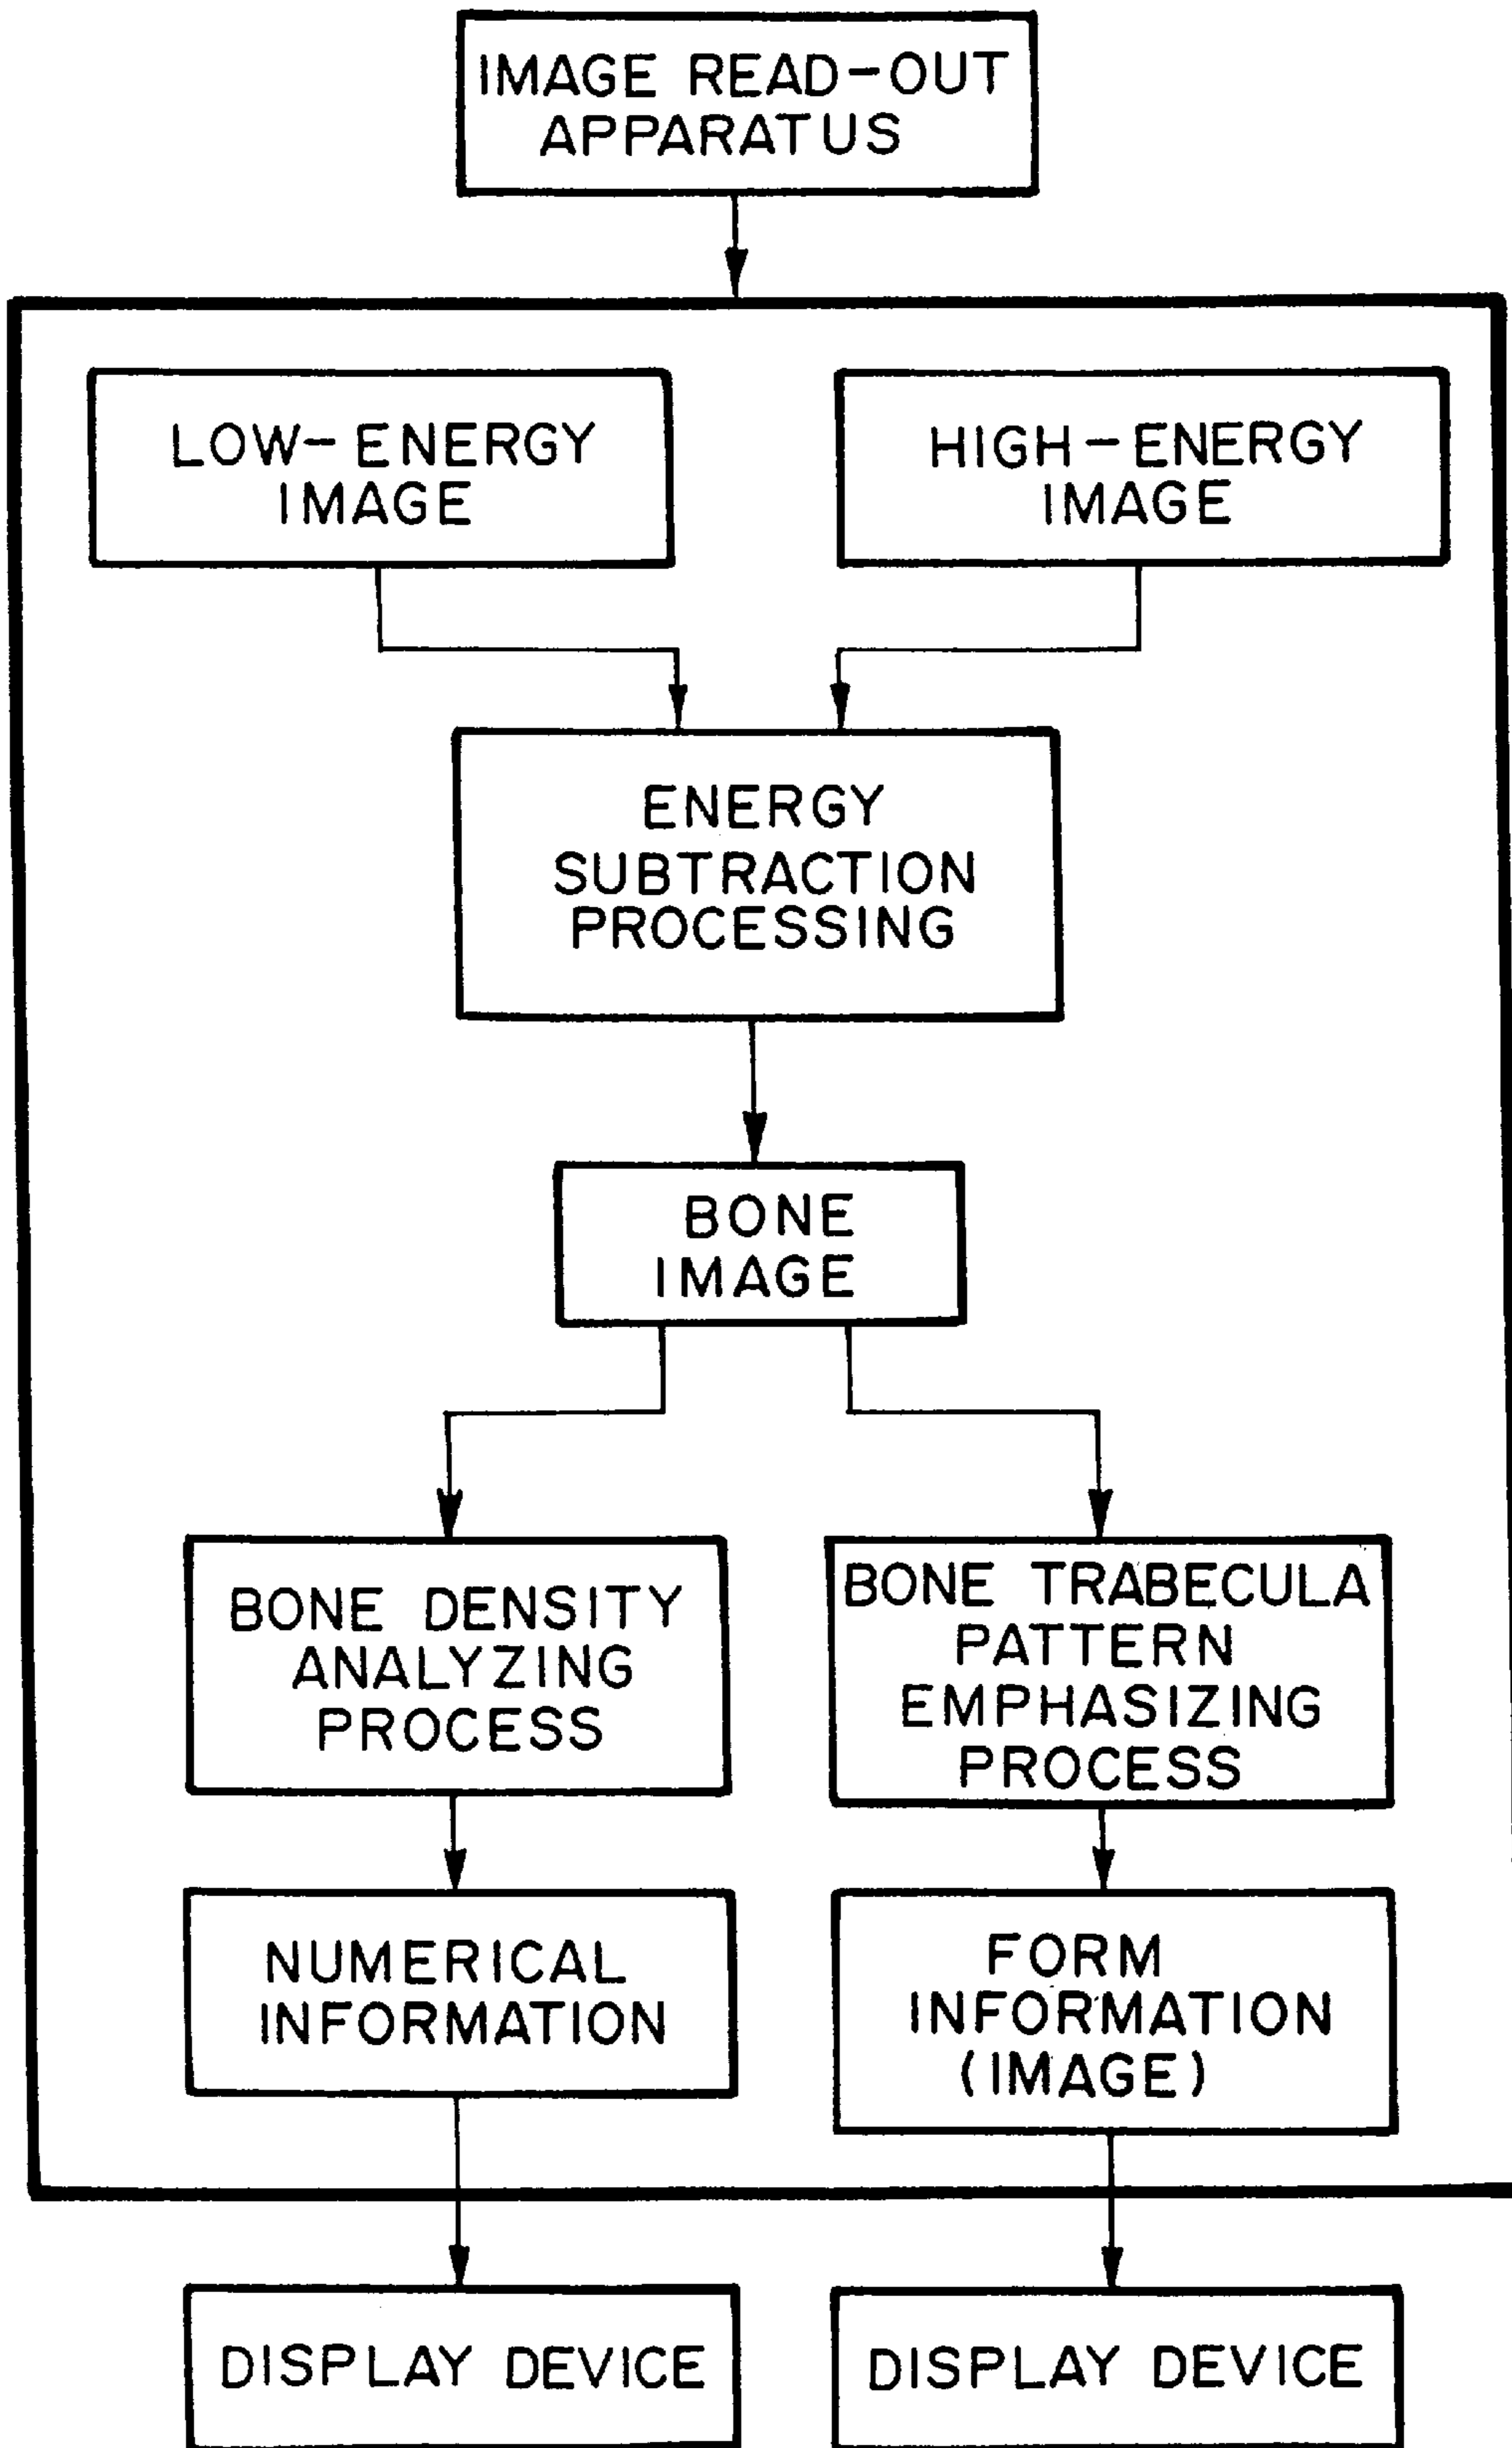 IMAGE READ-OUT
APPARATUS
LOW-ENERGY
IMAGE
HIGH-ENERGY
IMAGE
ENERGY
SUBTRACTION
PROCESSING
BONE
IMAGE
BONE DENSITY
ANALYZING
PROCESS
BONE TRABECULA
PATTERN
EMPHASIZING
PROCESS
NUMERICAL
INFORMATION
FORM
INFORMATION
(IMAGE)
DISPLAY DEVICE
DISPLAY DEVICE